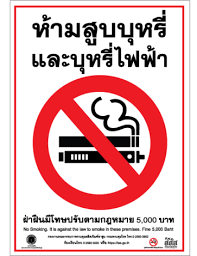 ห้ามสูบบุหรี่
และบุหรี่ไฟฟ้า
ฝ่าฝืนมีโทษปรับตามกฎหมาย 5,000 บาท
No Smoking. It is against the law to smoke in these premises. Fine 5,000 Baht